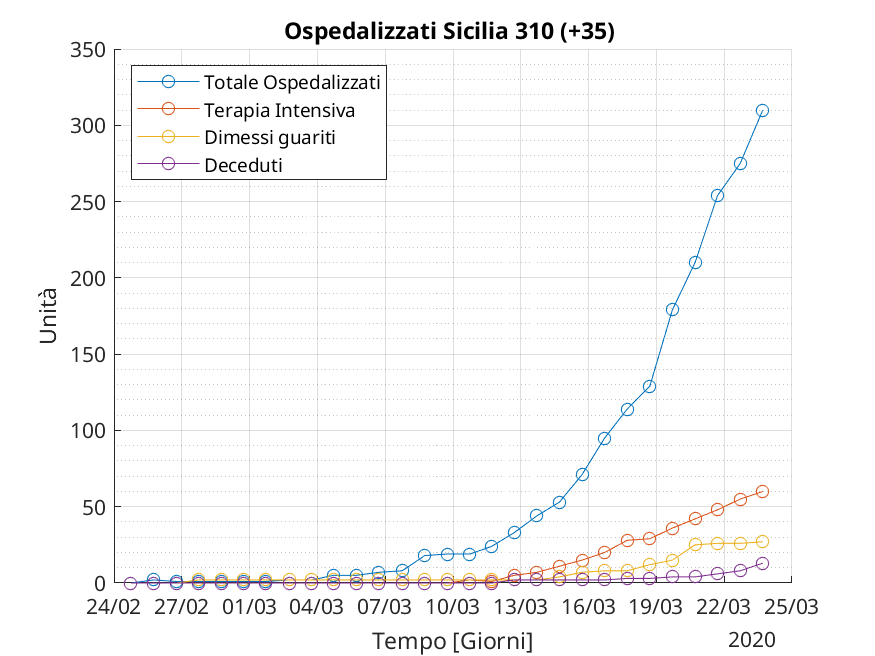 Ospedalizzati Sicilia 310 (+35)
350
300
250
200
150
100
50
0
Unità
Totale Ospedalizzati
Terapia Intensiva
Dimessi guariti
Deceduti
24/02 27/02 01/03 04/03 07/03 10/03 13/03 16/03 19/03 22/03 25/03
Tempo [Giorni]
2020